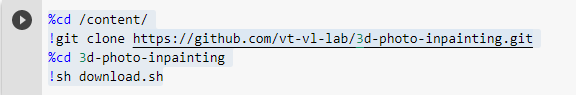 %cd /content/
!git clone https://github.com/vt-vl-lab/3d-photo-inpainting.git
%cd 3d-photo-inpainting
!sh download.sh